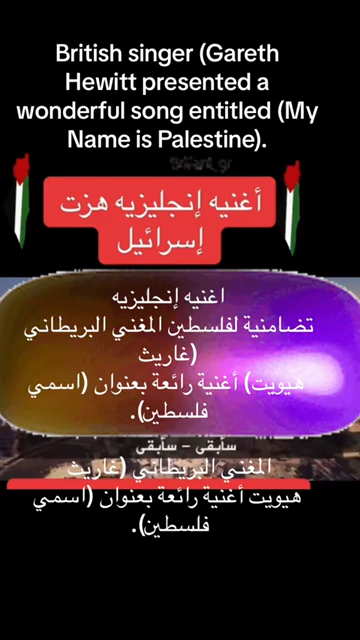 British singer (Gareth
Hewitt presented a
wonderful song entitled (My
Name is Palestine).
أغنيه إنجليزيه هزت
إسرائيل
اغنيه إنجليزيه
تضامنية لفلسطين المغني البريطاني
(غاريث
هيويت) أغنية رائعة بعنوان (اسمي
فلسطين).
سأبقى – سأبقى
المغني البريطاني (غاريث
هيويت أغنية رائعة بعنوان (اسمي
فلسطين).